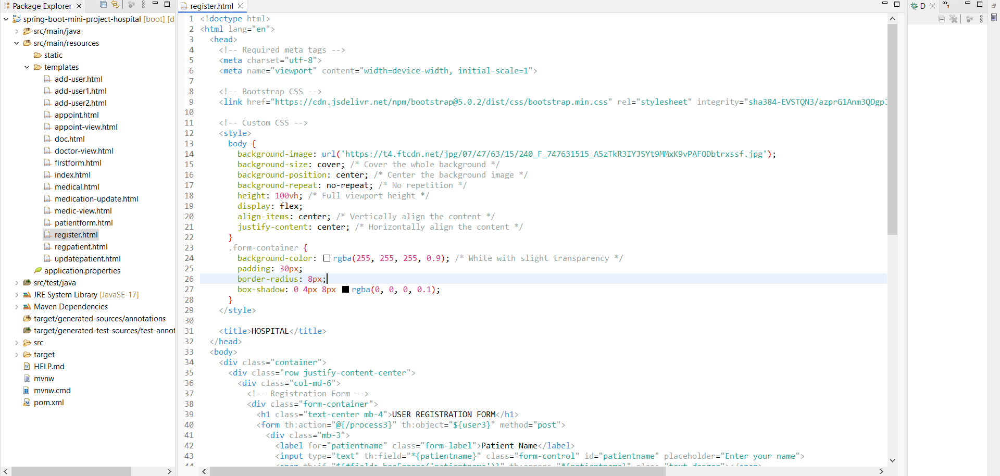 Package Explorer
spring-boot-mini-project-hospital [boot] [d
src/main/java
src/main/resources
static
templates
add-user.html
add-user1.html
add-user2.html
appoint.html
appoint-view.html
doc.html
doctor-view.html
firstform.html
index.html
medical.html
medication-update.html
medic-view.html
patientform.html
register.html
regpatient.html
updatepatient.html
application.properties
src/test/java
JRE System Library [JavaSE-17]
Maven Dependencies
target/generated-sources/annotations
target/generated-test-sources/test-annot
src
target
HELP.md
mvnw
mvnw.cmd
pom.xml
register.html
1 <!doctype html>
2 <html lang="en">
3 <head>
4 <!-- Required meta tags -->
5 <meta charset="utf-8">
6 <meta name="viewport" content="width=device-width, initial-scale=1">
7
8 <!-- Bootstrap CSS -->
9 <link href="https://cdn.jsdelivr.net/npm/bootstrap@5.0.2/dist/css/bootstrap.min.css" rel="stylesheet" integrity="sha384-EVSTQN3/azprG1Anm3QDgpJ
10
11 <!-- Custom CSS -->
12 <style>
13 body {
14 background-image: url('https://t4.ftcdn.net/jpg/07/47/63/15/240_F_747631515_A5zTkR3IYJSYt9MMxK9vPAFODbtrxssf.jpg');
15 background-size: cover; /* Cover the whole background */
16 background-position: center; /* Center the background image */
17 background-repeat: no-repeat; /* No repetition */
18 height: 100vh; /* Full viewport height */
19 display: flex;
20 align-items: center; /* Vertically align the content */
21 justify-content: center; /* Horizontally align the content */
22 }
23 .form-container {
24 background-color: rgba(255, 255, 255, 0.9); /* White with slight transparency */
25 padding: 30px;
26 border-radius: 8px;
27 box-shadow: 0 4px 8px rgba(0, 0, 0, 0.1);
28 }
29 </style>
30
31 <title>HOSPITAL</title>
32 </head>
33 <body>
34 <div class="container">
35 <div class="row justify-content-center">
36 <div class="col-md-6">
37 <!-- Registration Form -->
38 <div class="form-container">
39 <h1 class="text-center mb-4">USER REGISTRATION FORM</h1>
40 <form th:action="@{/process3}" th:object="${user3}" method="post">
41 <div class="mb-3">
42 <label for="patientname" class="form-label">Patient Name</label>
43 <input type="text" th:field="*{patientname}" class="form-control" id="patientname" placeholder="Enter your name">
44 <span th:if="${#fields.hasErrors('patientname')}" th:errors="*{patientname}" class="text-danger"></span>
D
»1